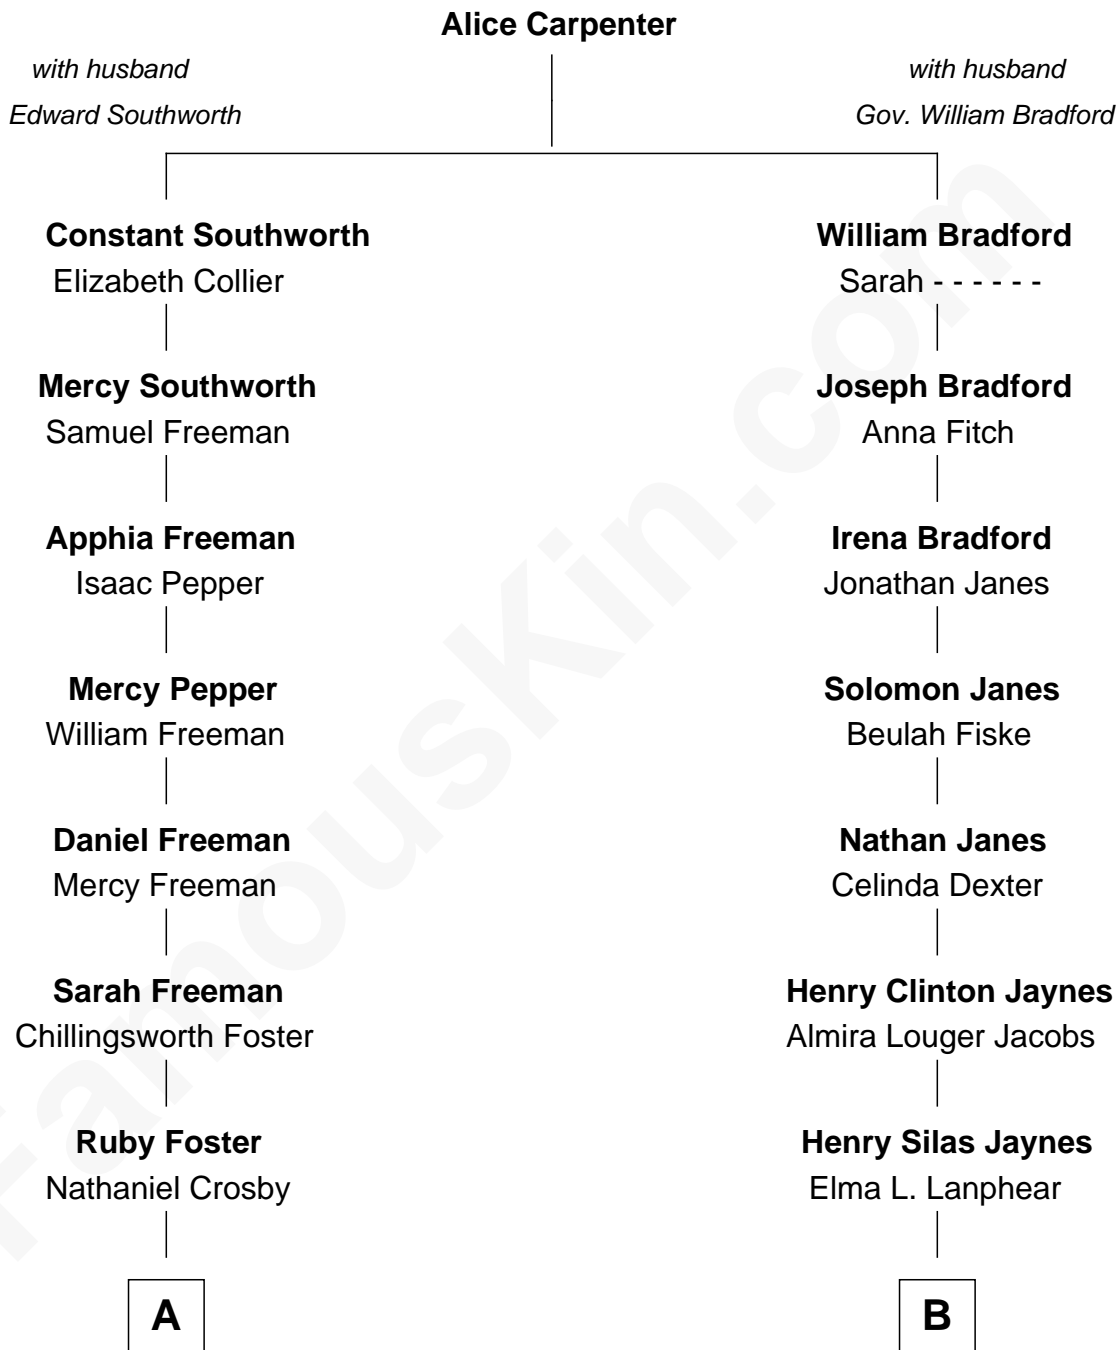 Alice Carpenter
with husband
Edward Southworth
with husband
Gov. William Bradford
Constant Southworth
Elizabeth Collier
William Bradford
Sarah - - - - - -
Mercy Southworth
Samuel Freeman
Joseph Bradford
Anna Fitch
Apphia Freeman
Isaac Pepper
Irena Bradford
Jonathan Janes
Mercy Pepper
William Freeman
Solomon Janes
Beulah Fiske
Daniel Freeman
Mercy Freeman
Nathan Janes
Celinda Dexter
Sarah Freeman
Chillingsworth Foster
Henry Clinton Jaynes
Almira Louger Jacobs
Ruby Foster
Nathaniel Crosby
Henry Silas Jaynes
Elma L. Lanphear
A
B
FamousKin.com